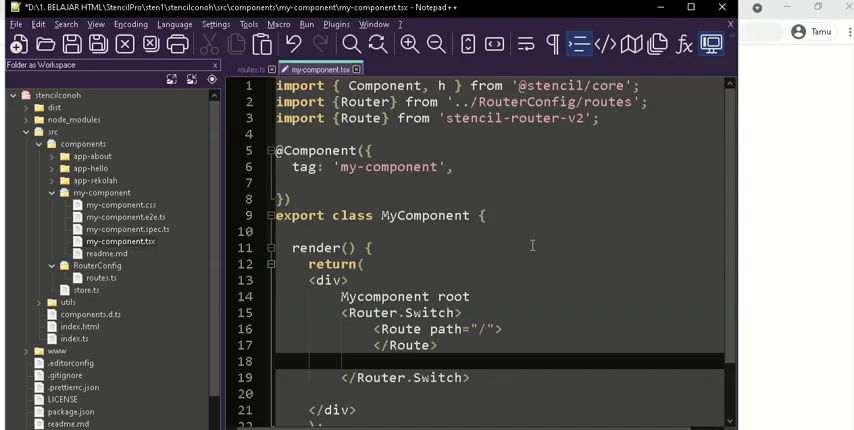 *D:\1. BELAJAR HTML\StencilPro\sten1\stencilconoh\src\components\my-component\my-component.tsx - Notepad++
File Edit Search View Encoding Language Settings Tools Macro Run Plugins Window ?
X
Tamu
Folder as Workspace
routes.ts my-component.tsx
stencilconoh
dist
node_modules
src
components
app-about
app-hello
app-sekolah
my-component
my-component.css
my-component.e2e.ts
my-component.spec.ts
my-component.tsx
readme.md
RouterConfig
routes.ts
store.ts
utils
components.d.ts
index.html
index.ts
www
.editorconfig
.gitignore
.prettierrc.json
LICENSE
package.json
readme.md
1 import { Component, h } from '@stencil/core';
2 import {Router} from '../RouterConfig/routes';
3 import {Route} from 'stencil-router-v2';
4
5 @Component({
6 tag: 'my-component',
7
8 })
9 export class MyComponent {
10
11 render() {
12 return(
13 <div>
14 Mycomponent root
15 <Router.Switch>
16 <Route path="/">
17 </Route>
18
19 </Router.Switch>
20
21 </div>
22 );